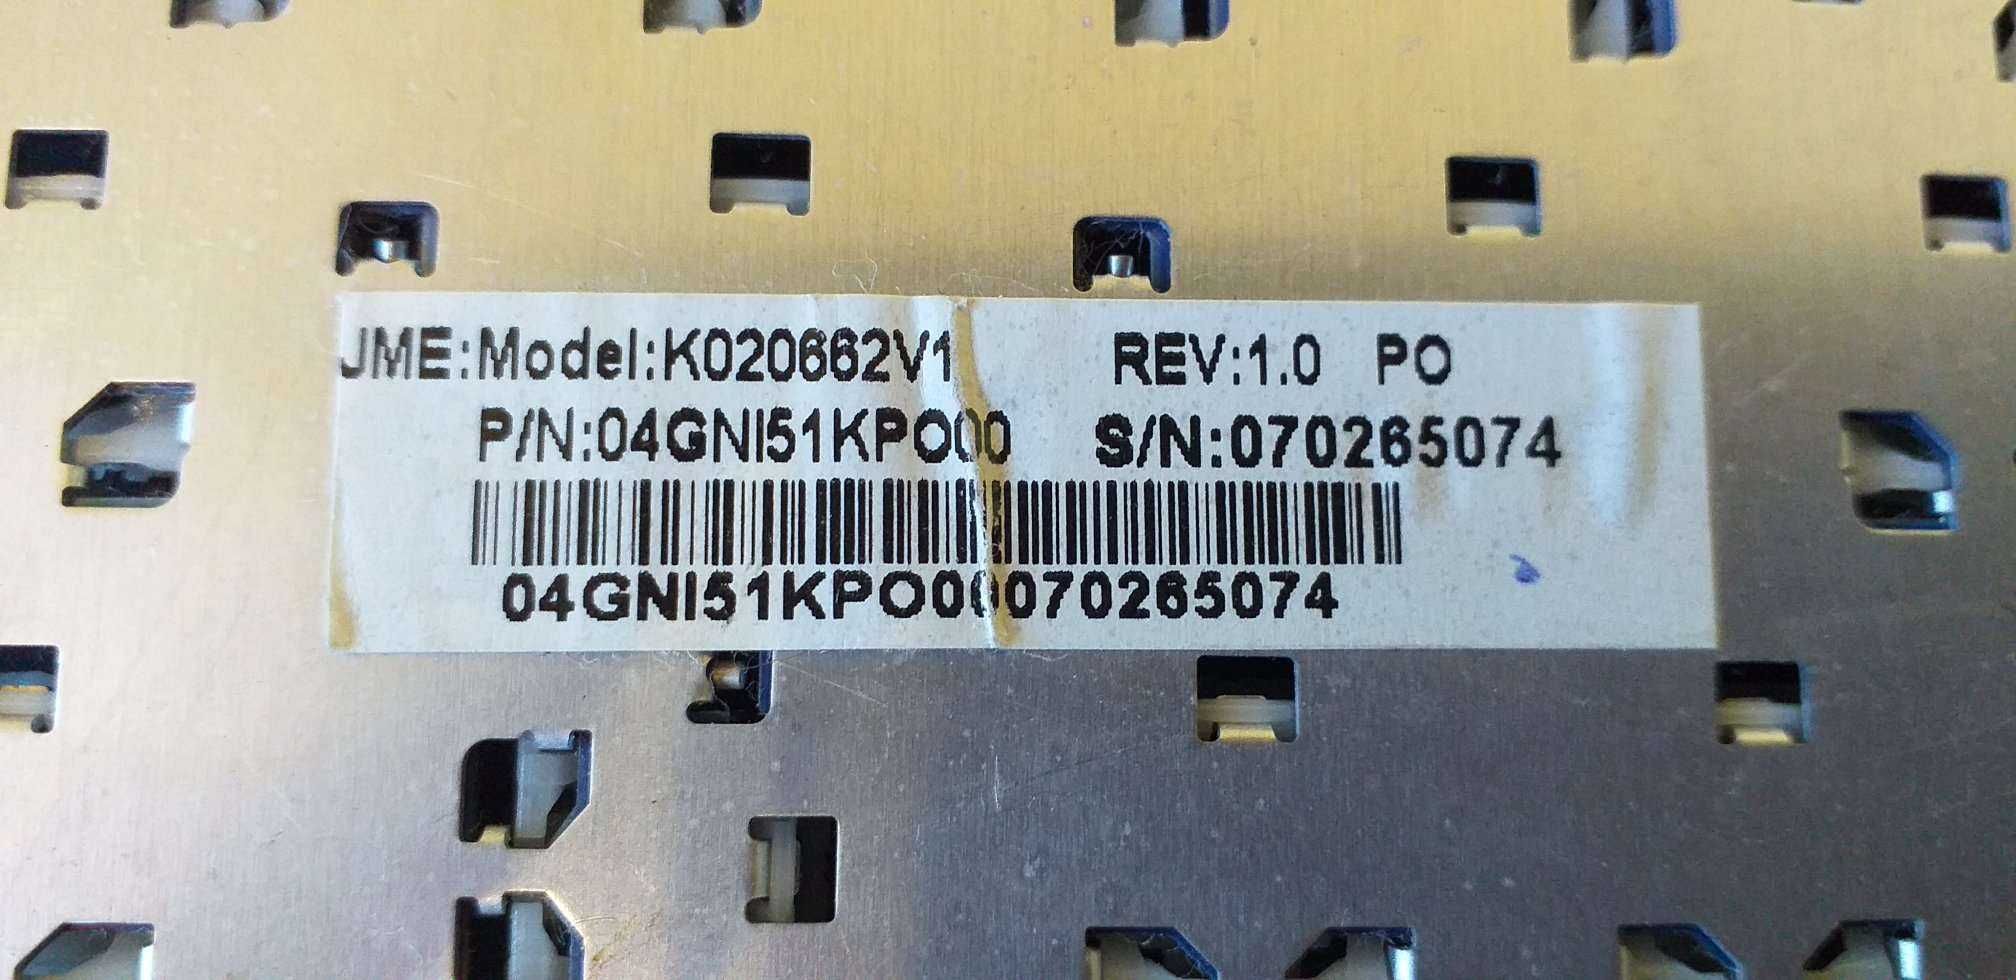 JME:Model:K020662V1 REV:1.0 PO
P/N:04GNI51KPO00 S/N:070265074
04GNI51KPO00070265074